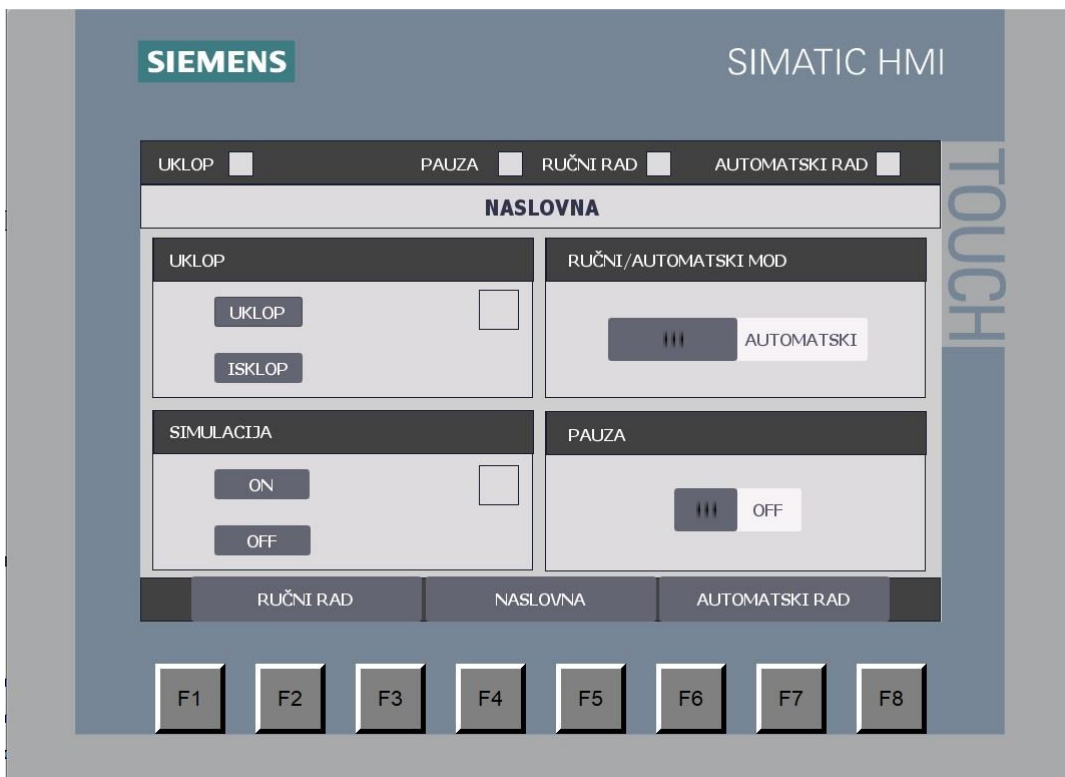 SIEMENS
SIMATIC HMI
TOUCH
UKLOP PAUZA RUČNI RAD AUTOMATSKI RAD
NASLOVNA
UKLOP
UKLOP
ISKLOP
RUČNI/AUTOMATSKI MOD
AUTOMATSKI
SIMULACIJA
ON
OFF
PAUZA
OFF
RUČNI RAD NASLOVNA AUTOMATSKI RAD
F1 F2 F3 F4 F5 F6 F7 F8